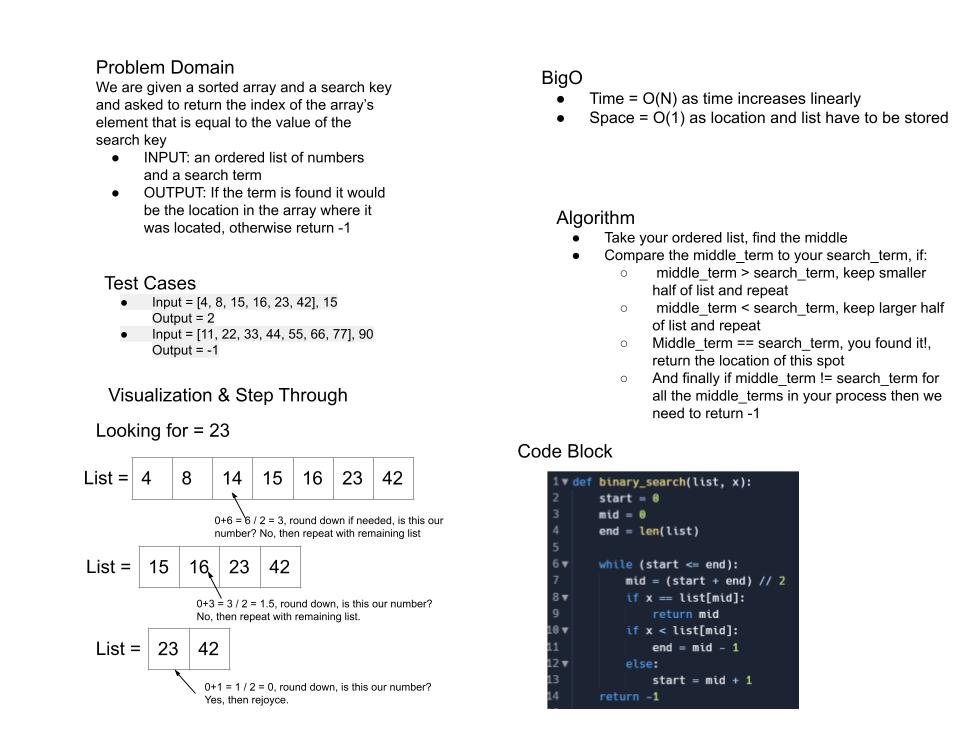 Problem Domain
We are given a sorted array and a search key
and asked to return the index of the array's
element that is equal to the value of the
search key
● INPUT: an ordered list of numbers
and a search term
● OUTPUT: If the term is found it would
be the location in the array where it
was located, otherwise return -1
Test Cases
● Input = [4, 8, 15, 16, 23, 42], 15
Output = 2
● Input = [11, 22, 33, 44, 55, 66, 77], 90
Output = -1
Visualization & Step Through
Looking for = 23
List = 4 8 14 15 16 23 42
0+6 = 6 / 2 = 3, round down if needed, is this our
number? No, then repeat with remaining list
List = 15 16 23 42
0+3 = 3 / 2 = 1.5, round down, is this our number?
No, then repeat with remaining list.
List = 23 42
0+1 = 1 / 2 = 0, round down, is this our number?
Yes, then rejoyce.
BigO
● Time = O(N) as time increases linearly
● Space = O(1) as location and list have to be stored
Algorithm
● Take your ordered list, find the middle
● Compare the middle_term to your search_term, if:
○ middle_term > search_term, keep smaller
half of list and repeat
○ middle_term < search_term, keep larger half
of list and repeat
○ Middle_term == search_term, you found it!,
return the location of this spot
○ And finally if middle_term != search_term for
all the middle_terms in your process then we
need to return -1
Code Block
1 def binary_search(list, x):
2     start = 0
3     mid = 0
4     end = len(list)
5
6     while (start <= end):
7         mid = (start + end) // 2
8         if x == list[mid]:
9             return mid
10         if x < list[mid]:
11             end = mid - 1
12         else:
13             start = mid + 1
14     return -1